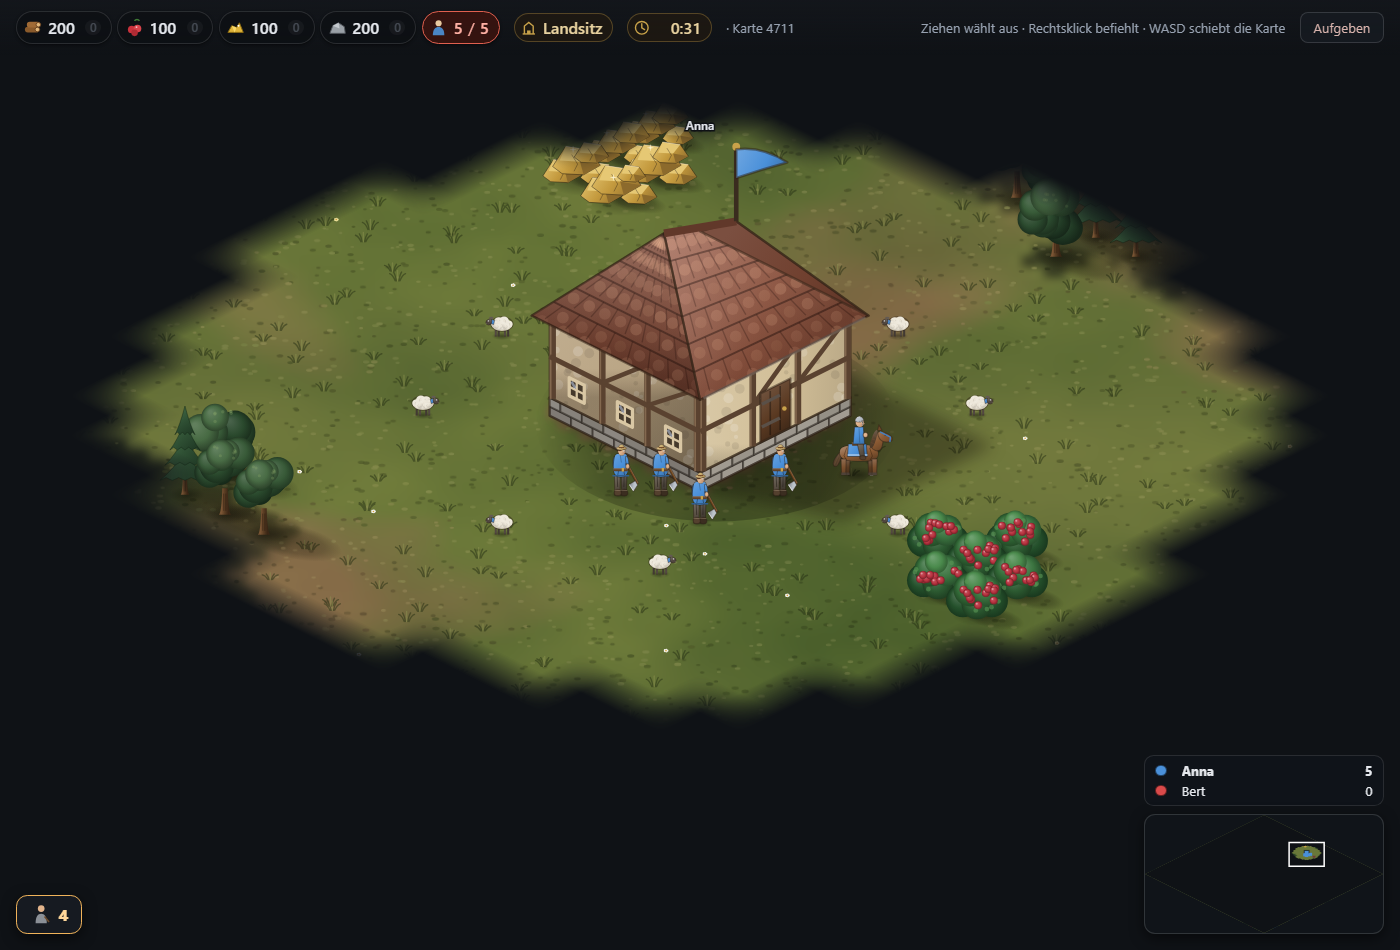 200 0 100 0 100 0 200 0 5 / 5 Landsitz 0:31 · Karte 4711 Ziehen wählt aus · Rechtsklick befiehlt · WASD schiebt die Karte Aufgeben
Anna
Anna 5
Bert 0
4